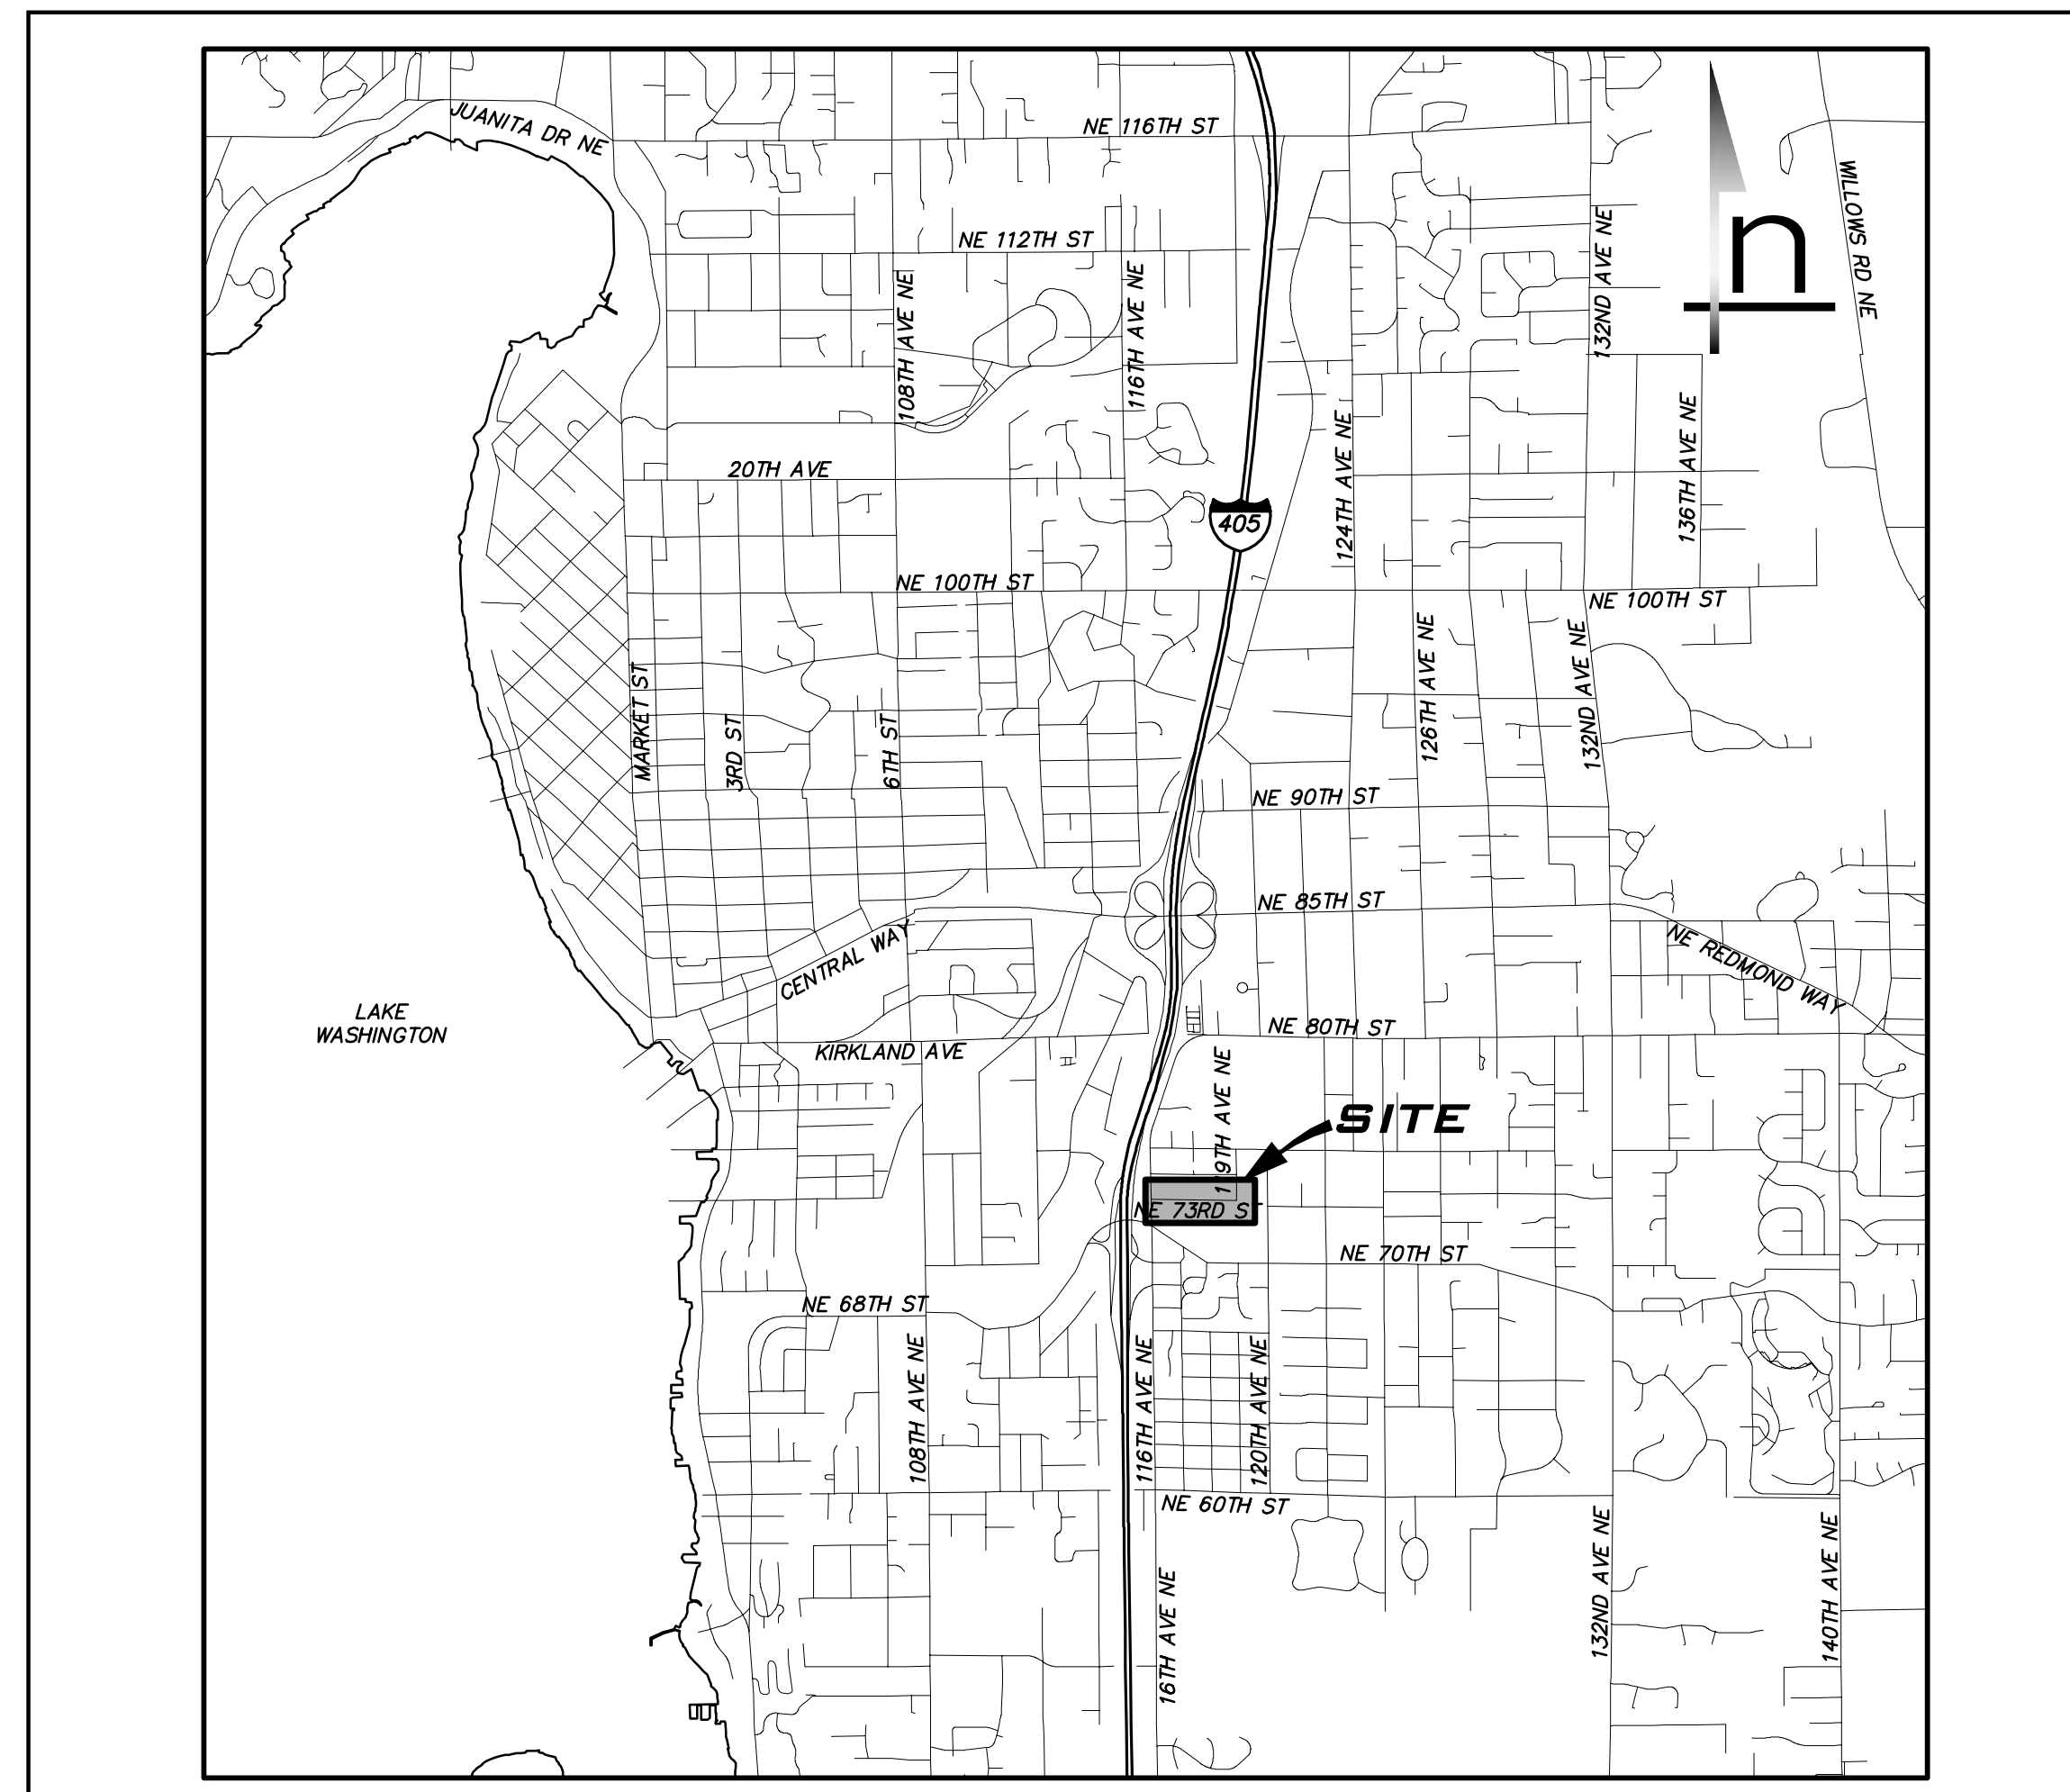 JUANITA DR NE
NE 116TH ST
WILLOWS RD NE
n
132ND AVE NE
NE 112TH ST
108TH AVE NE
116TH AVE NE
124TH AVE NE
136TH AVE NE
20TH AVE
405
NE 100TH ST
NE 100TH ST
MARKET ST
3RD ST
6TH ST
126TH AVE NE
132ND AVE NE
NE 90TH ST
NE 85TH ST
CENTRAL WAY
NE REDMOND WAY
LAKE
WASHINGTON
NE 80TH ST
KIRKLAND AVE
119TH AVE NE
SITE
NE 73RD ST
NE 70TH ST
NE 68TH ST
108TH AVE NE
116TH AVE NE
120TH AVE NE
NE 60TH ST
16TH AVE NE
132ND AVE NE
140TH AVE NE